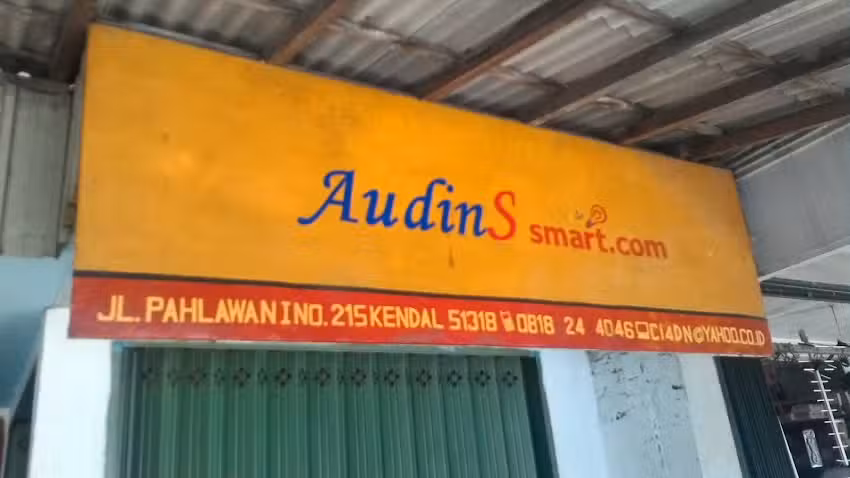 AudinS smart.com
JL. PAHLAWAN I NO. 215 KENDAL 51318 0818 24 4046 C14DN@YAHOO.CO.ID